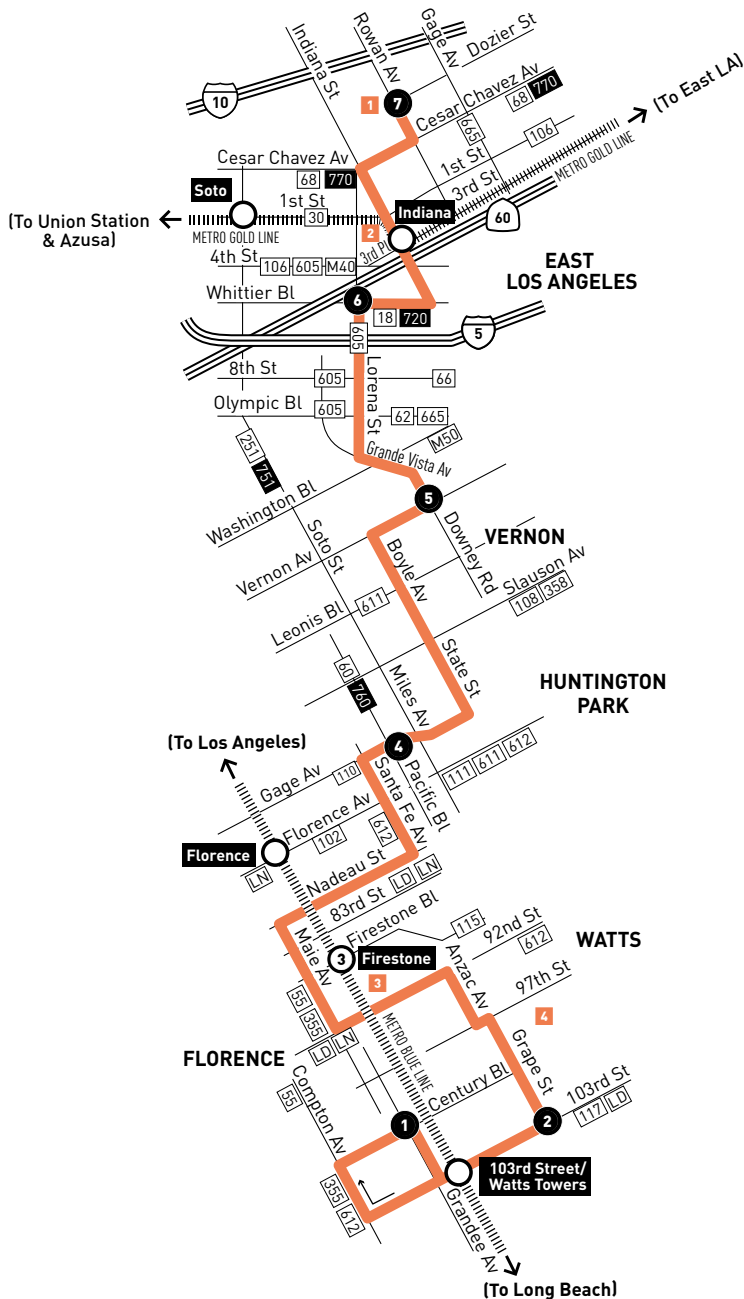 Indiana St
Rowan Av
Gage Av
Dozier St
10
1
7
Cesar Chavez Av
68 770
(To East LA)
665
106
1st St
3rd St
METRO GOLD LINE
Cesar Chavez Av
68 770
Soto
1st St
30
Indiana
60
(To Union Station
& Azusa)
METRO GOLD LINE
2
3rd Pl
4th St
106 605 M40
EAST
LOS ANGELES
Whittier Bl
6
18 720
5
605
8th St
605
66
Lorena St
Olympic Bl
605
62 665
251 751
M50
Grande Vista Av
Washington Bl
5
Soto St
Vernon Av
Boyle Av
Downey Rd
VERNON
Leonis Bl
611
Slauson Av
108 358
60 760
Miles Av
State St
HUNTINGTON
PARK
(To Los Angeles)
4
Gage Av
110
Santa Fe Av
Pacific Bl
111 611 612
Florence Av
102
612
Florence
LN
Nadeau St
83rd St
LD LN
Maie Av
Firestone Bl
115
92nd St
612
WATTS
3
Firestone
Anzac Av
97th St
3
4
55 355
LD LN
METRO BLUE LINE
FLORENCE
Grape St
Century Bl
103rd St
117 LD
55
Compton Av
1
2
103rd Street/
Watts Towers
355 612
Grandee Av
(To Long Beach)